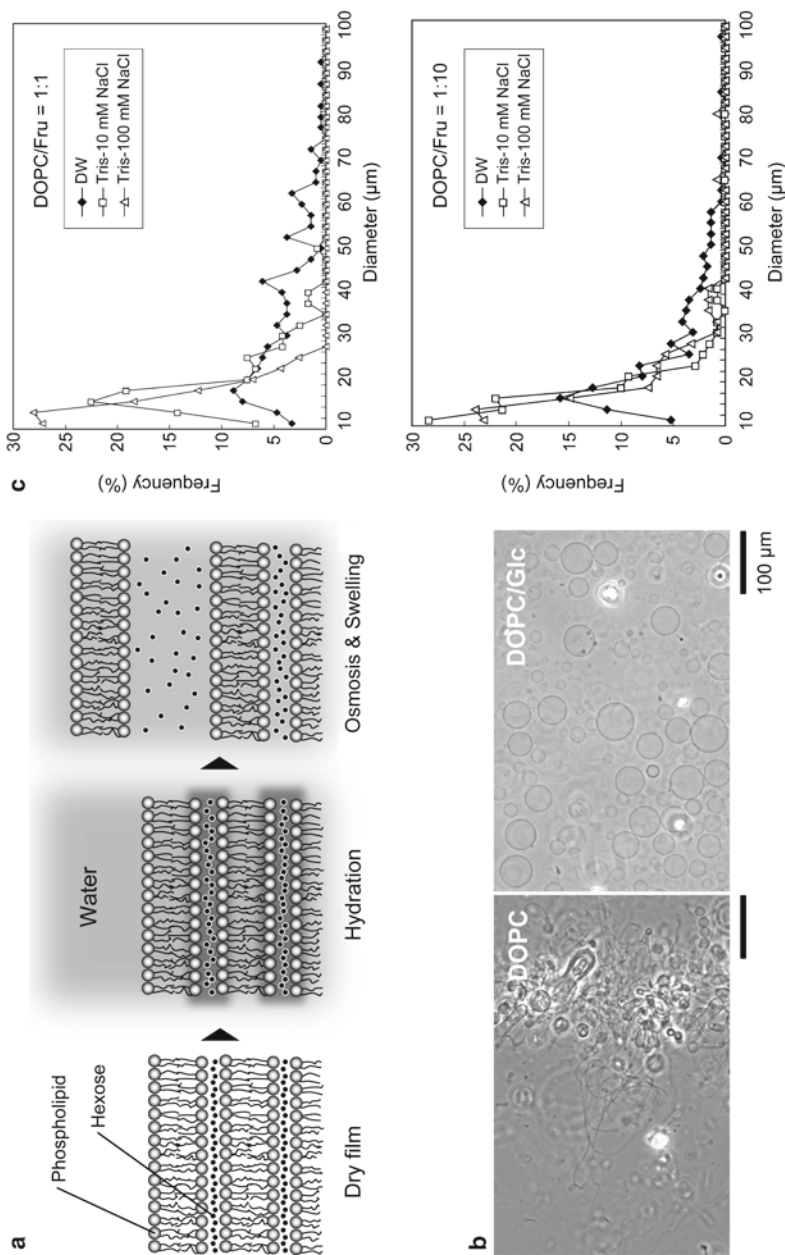 a
Phospholipid
Hexose
Water
Dry film
Hydration
Osmosis & Swelling
b
DOPC
DOPC/Glc
100 µm
c
DOPC/Fru = 1:1
DW
Tris-10 mM NaCl
Tris-100 mM NaCl
Frequency (%)
30
25
20
15
10
5
0
10 20 30 40 50 60 70 80 90 100
Diameter (µm)
DOPC/Fru = 1:10
DW
Tris-10 mM NaCl
Tris-100 mM NaCl
Frequency (%)
30
25
20
15
10
5
0
10 20 30 40 50 60 70 80 90 100
Diameter (µm)